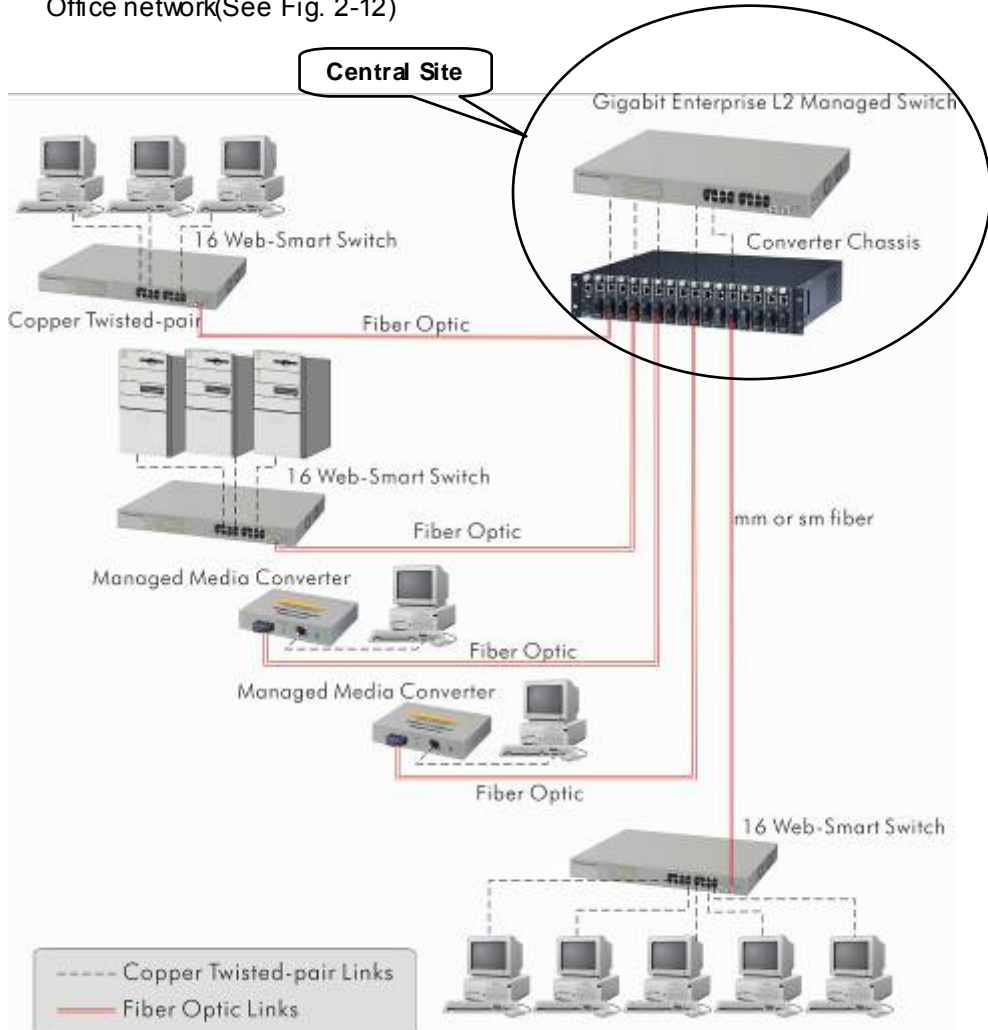 Office network(See Fig. 2-12)
Central Site
Gigabit Enterprise L2 Managed Switch
16 Web-Smart Switch
Converter Chassis
Copper Twisted-pair
Fiber Optic
16 Web-Smart Switch
Fiber Optic
mm or sm fiber
Managed Media Converter
Fiber Optic
Managed Media Converter
Fiber Optic
16 Web-Smart Switch
Copper Twisted-pair Links
Fiber Optic Links